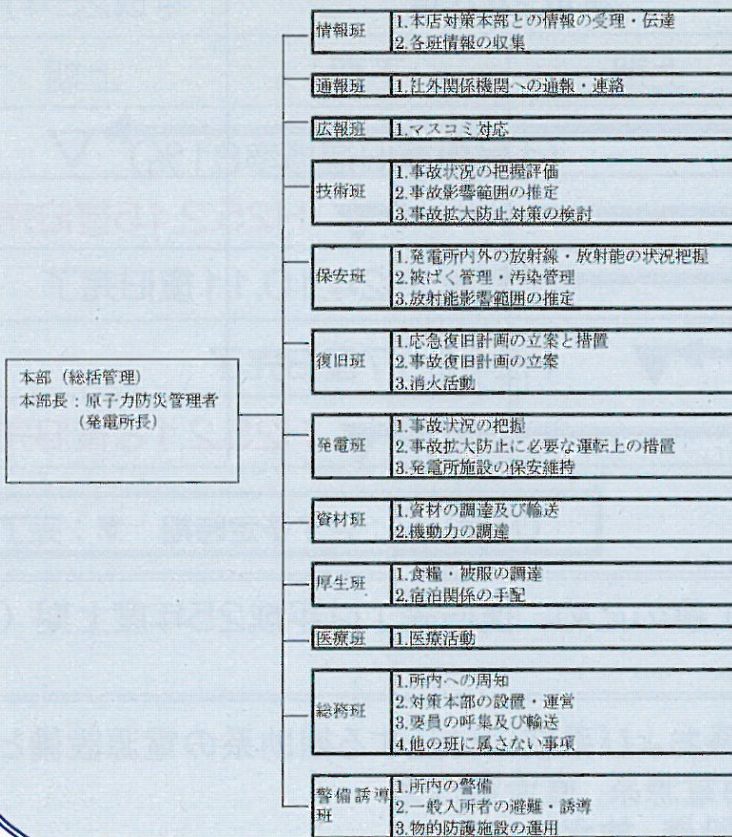 情報班
1.本店対策本部との情報の受理・伝達
2.各班情報の収集
通報班
1.社外関係機関への通報・連絡
広報班
1.マスコミ対応
技術班
1.事故状況の把握評価
2.事故影響範囲の推定
3.事故拡大防止対策の検討
保安班
1.発電所内外の放射線・放射能の状況把握
2.被ばく管理・汚染管理
3.放射能影響範囲の推定
復旧班
1.応急復旧計画の立案と措置
2.事故復旧計画の立案
3.消火活動
本部（総括管理）
本部長：原子力防災管理者
（発電所長）
発電班
1.事故状況の把握
2.事故拡大防止に必要な運転上の措置
3.発電所施設の保安維持
資材班
1.資材の調達及び輸送
2.機動力の調達
厚生班
1.食糧・被服の調達
2.宿泊関係の手配
医療班
1.医療活動
総務班
1.所内への周知
2.対策本部の設置・運営
3.要員の呼集及び輸送
4.他の班に属さない事項
警備誘導
班
1.所内の警備
2.一般入所者の避難・誘導
3.物的防護施設の運用